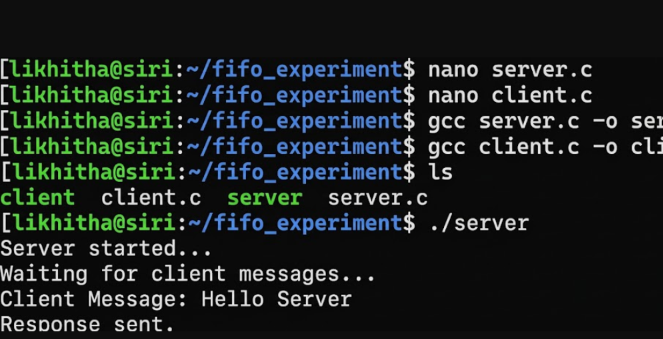 [likhitha@siri:~/fifo_experiment$ nano server.c
[likhitha@siri:~/fifo_experiment$ nano client.c
[likhitha@siri:~/fifo_experiment$ gcc server.c -o ser
[likhitha@siri:~/fifo_experiment$ gcc client.c -o cli
[likhitha@siri:~/fifo_experiment$ ls
client client.c server server.c
[likhitha@siri:~/fifo_experiment$ ./server
Server started...
Waiting for client messages...
Client Message: Hello Server
Response sent.